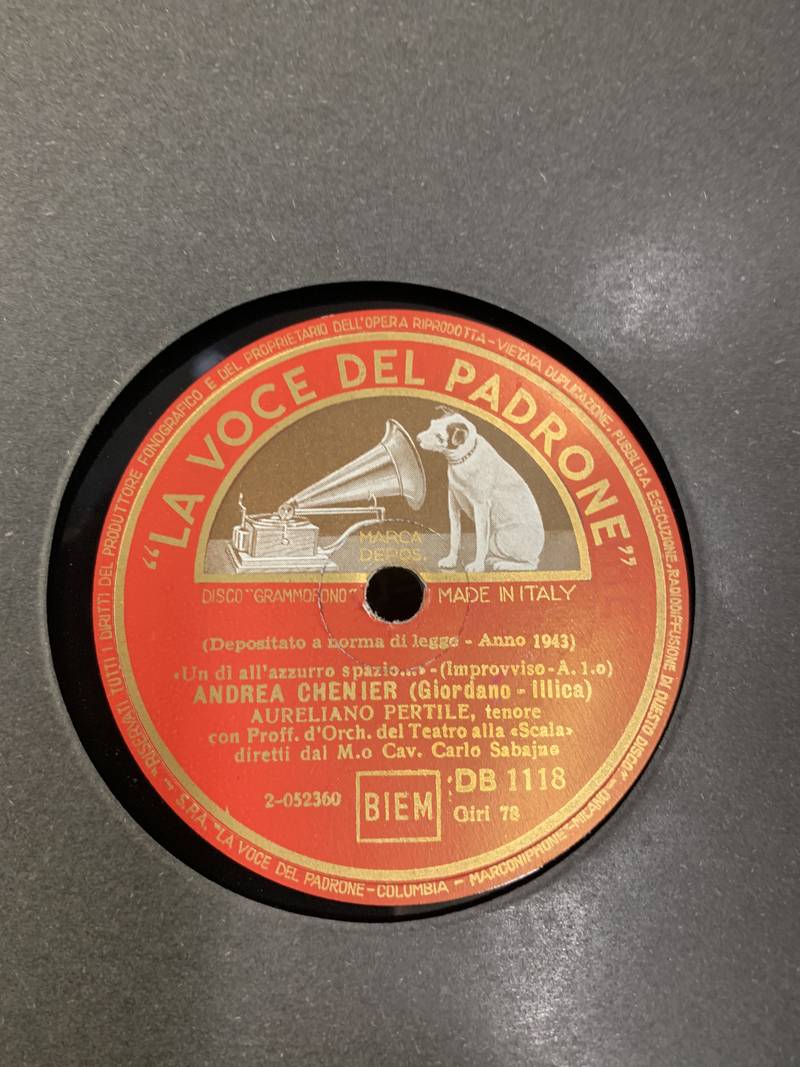 "RISERVATI TUTTI I DIRITTI DEL PRODUTTORE FONOGRAFICO E DEL PROPRIETARIO DELL'OPERA RIPRODOTTA - VIETATA DUPLICAZIONE, PUBBLICA ESECUZIONE, RADIODIFFUSIONE DI QUESTO DISCO"
"LA VOCE DEL PADRONE"
MARCA
DEPOS.
DISCO "GRAMMOFONO" MADE IN ITALY
(Depositato a norma di legge - Anno 1943)
«Un dì all'azzurro spazio...» - (Improvviso - A. 1.o)
ANDREA CHENIER (Giordano - Illica)
AURELIANO PERTILE, tenore
con Proff. d'Orch. del Teatro alla «Scala»
diretti dal M.o Cav. Carlo Sabajno
2-052360 BIEM DB 1118
Giri 78
S.P.A. "LA VOCE DEL PADRONE - COLUMBIA - MARCONIPHONE" - MILANO -